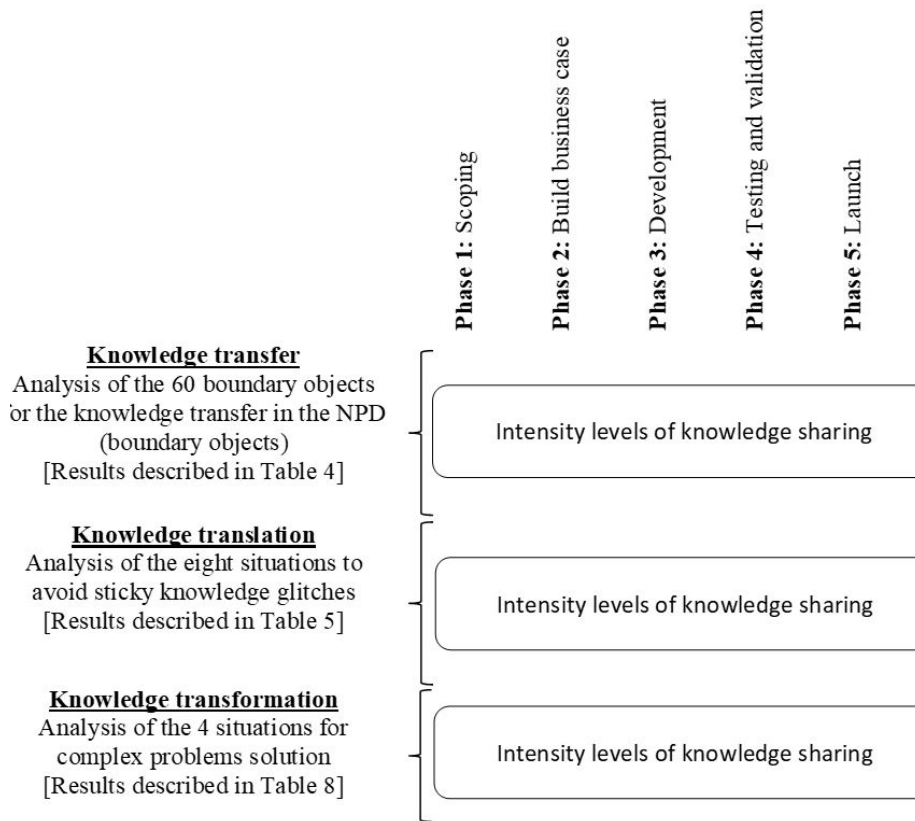 Phase 1: Scoping
Phase 2: Build business case
Phase 3: Development
Phase 4: Testing and validation
Phase 5: Launch
Knowledge transfer
Analysis of the 60 boundary objects
or the knowledge transfer in the NPD
(boundary objects)
[Results described in Table 4]
Intensity levels of knowledge sharing
Knowledge translation
Analysis of the eight situations to
avoid sticky knowledge glitches
[Results described in Table 5]
Intensity levels of knowledge sharing
Knowledge transformation
Analysis of the 4 situations for
complex problems solution
[Results described in Table 8]
Intensity levels of knowledge sharing